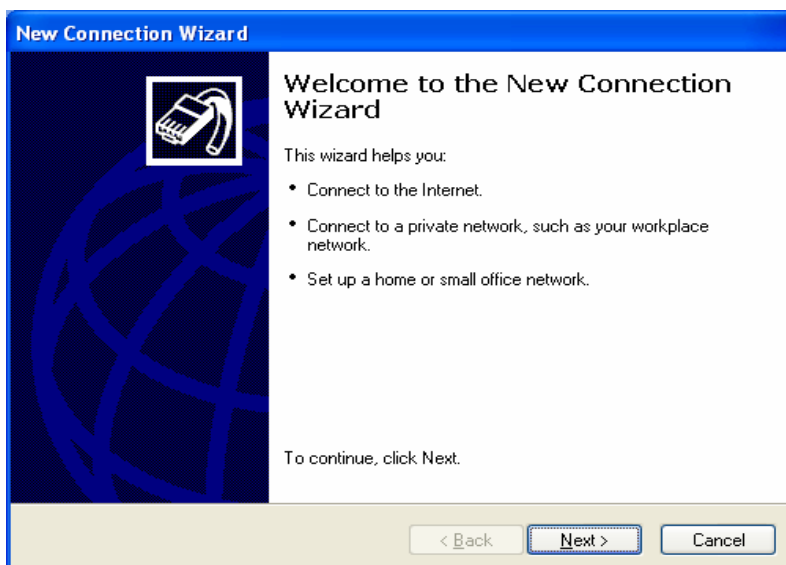 New Connection Wizard
Welcome to the New Connection
Wizard
This wizard helps you:
• Connect to the Internet.
• Connect to a private network, such as your workplace
network.
• Set up a home or small office network.
To continue, click Next.
< Back Next > Cancel